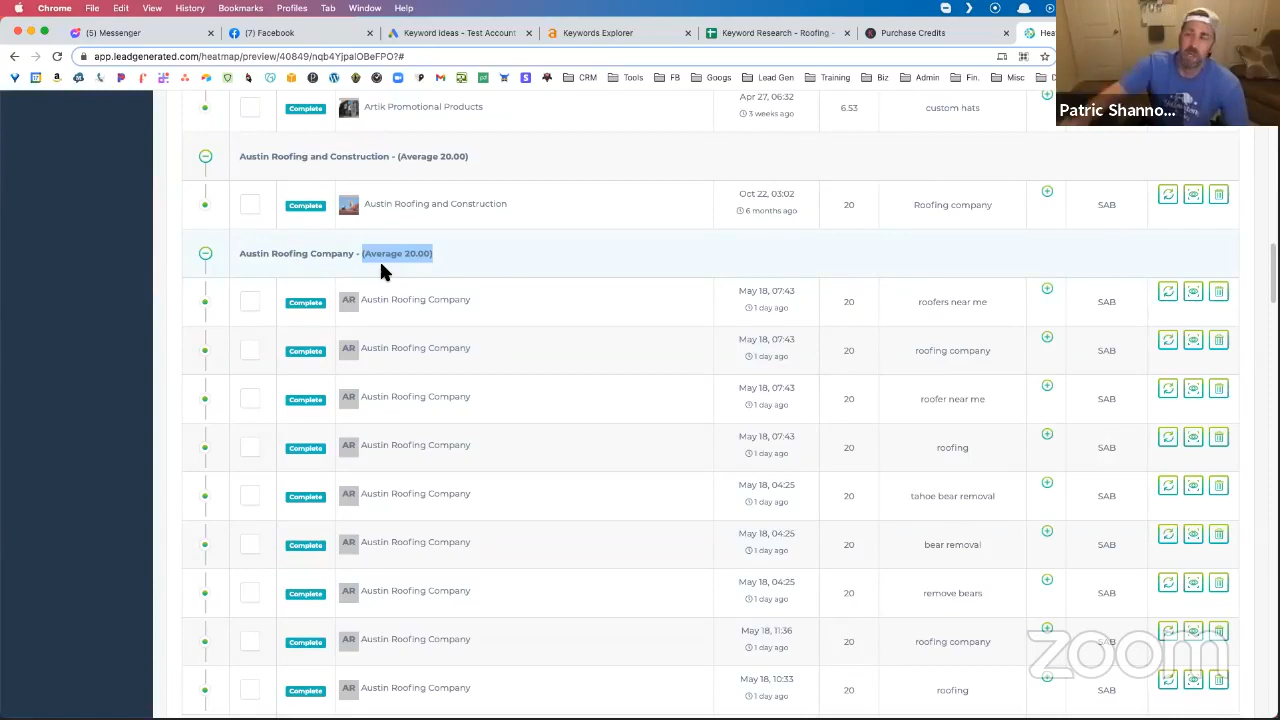 Chrome File Edit View History Bookmarks Profiles Tab Window Help
(5) Messenger
(7) Facebook
Keyword ideas - Test Account
Keywords Explorer
Keyword Research - Roofing -
Purchase Credits
app.leadgenerated.com/heatmap/preview/40849/nqb4YjpalOBeFPO?#
CRM
Tools
FB
Googs
Lead Gen
Training
Biz
Admin
Fin.
Misc
Patric Shanno...
Complete
Artik Promotional Products
Apr 27, 06:32
3 weeks ago
6.53
custom hats
Austin Roofing and Construction - (Average 20.00)
Complete
Austin Roofing and Construction
Oct 22, 03:02
6 months ago
20
Roofing company
SAB
Austin Roofing Company - (Average 20.00)
Complete
AR Austin Roofing Company
May 18, 07:43
1 day ago
20
roofers near me
SAB
Complete
AR Austin Roofing Company
May 18, 07:43
1 day ago
20
roofing company
SAB
Complete
AR Austin Roofing Company
May 18, 07:43
1 day ago
20
roofer near me
SAB
Complete
AR Austin Roofing Company
May 18, 07:43
1 day ago
20
roofing
SAB
Complete
AR Austin Roofing Company
May 18, 04:25
1 day ago
20
tahoe bear removal
SAB
Complete
AR Austin Roofing Company
May 18, 04:25
1 day ago
20
bear removal
SAB
Complete
AR Austin Roofing Company
May 18, 04:25
1 day ago
20
remove bears
SAB
Complete
AR Austin Roofing Company
May 18, 11:36
1 day ago
20
roofing company
SAB
Complete
AR Austin Roofing Company
May 18, 10:33
1 day ago
20
roofing
SAB
zoom